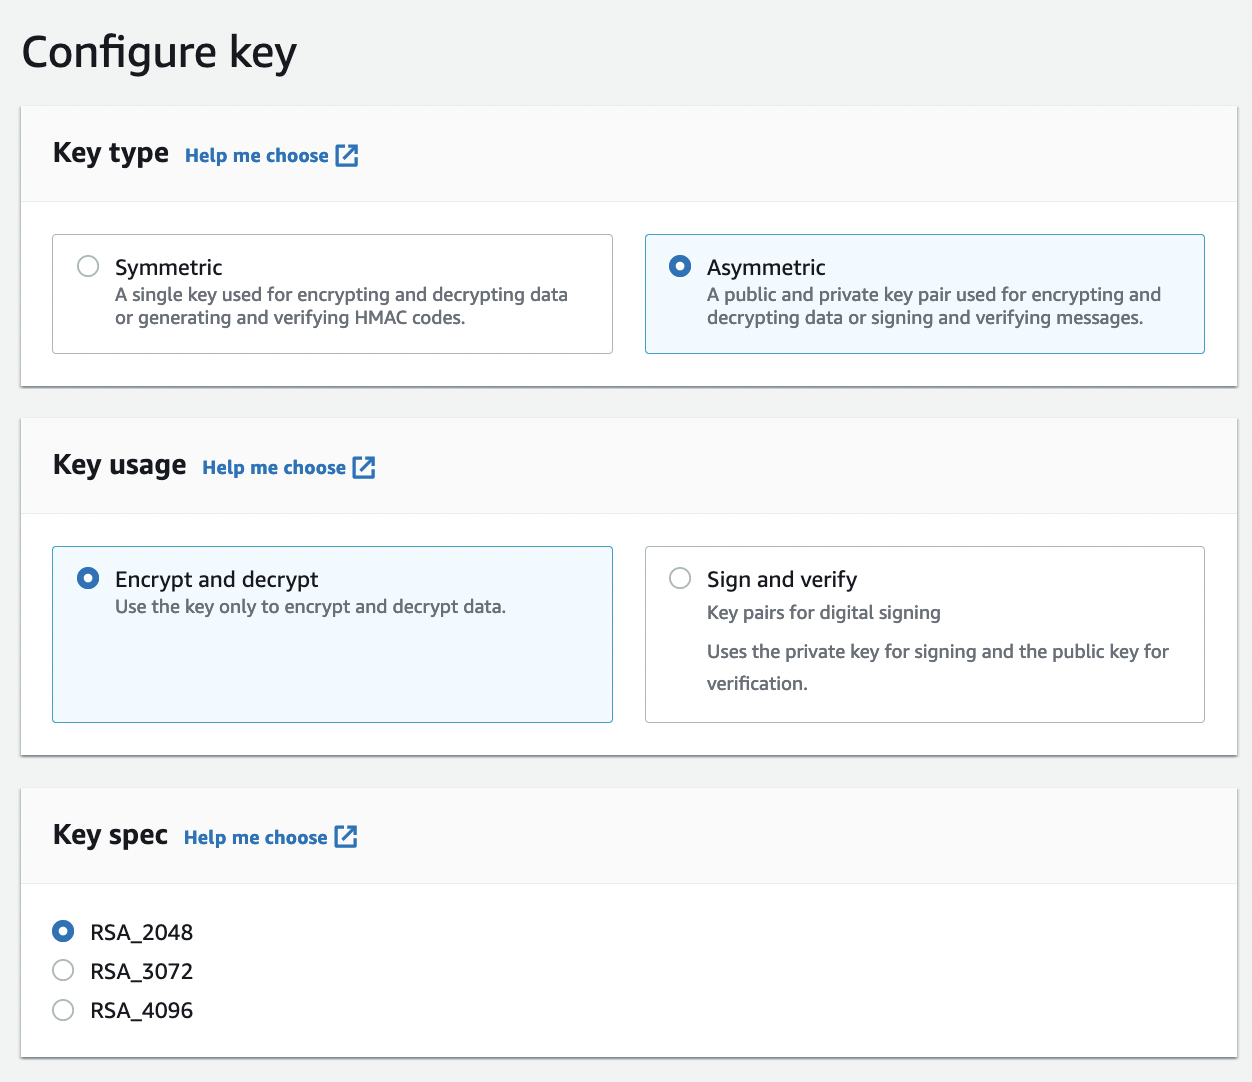 Configure key
Key type Help me choose
Symmetric
A single key used for encrypting and decrypting data
or generating and verifying HMAC codes.
Asymmetric
A public and private key pair used for encrypting and
decrypting data or signing and verifying messages.
Key usage Help me choose
Encrypt and decrypt
Use the key only to encrypt and decrypt data.
Sign and verify
Key pairs for digital signing
Uses the private key for signing and the public key for
verification.
Key spec Help me choose
RSA_2048
RSA_3072
RSA_4096